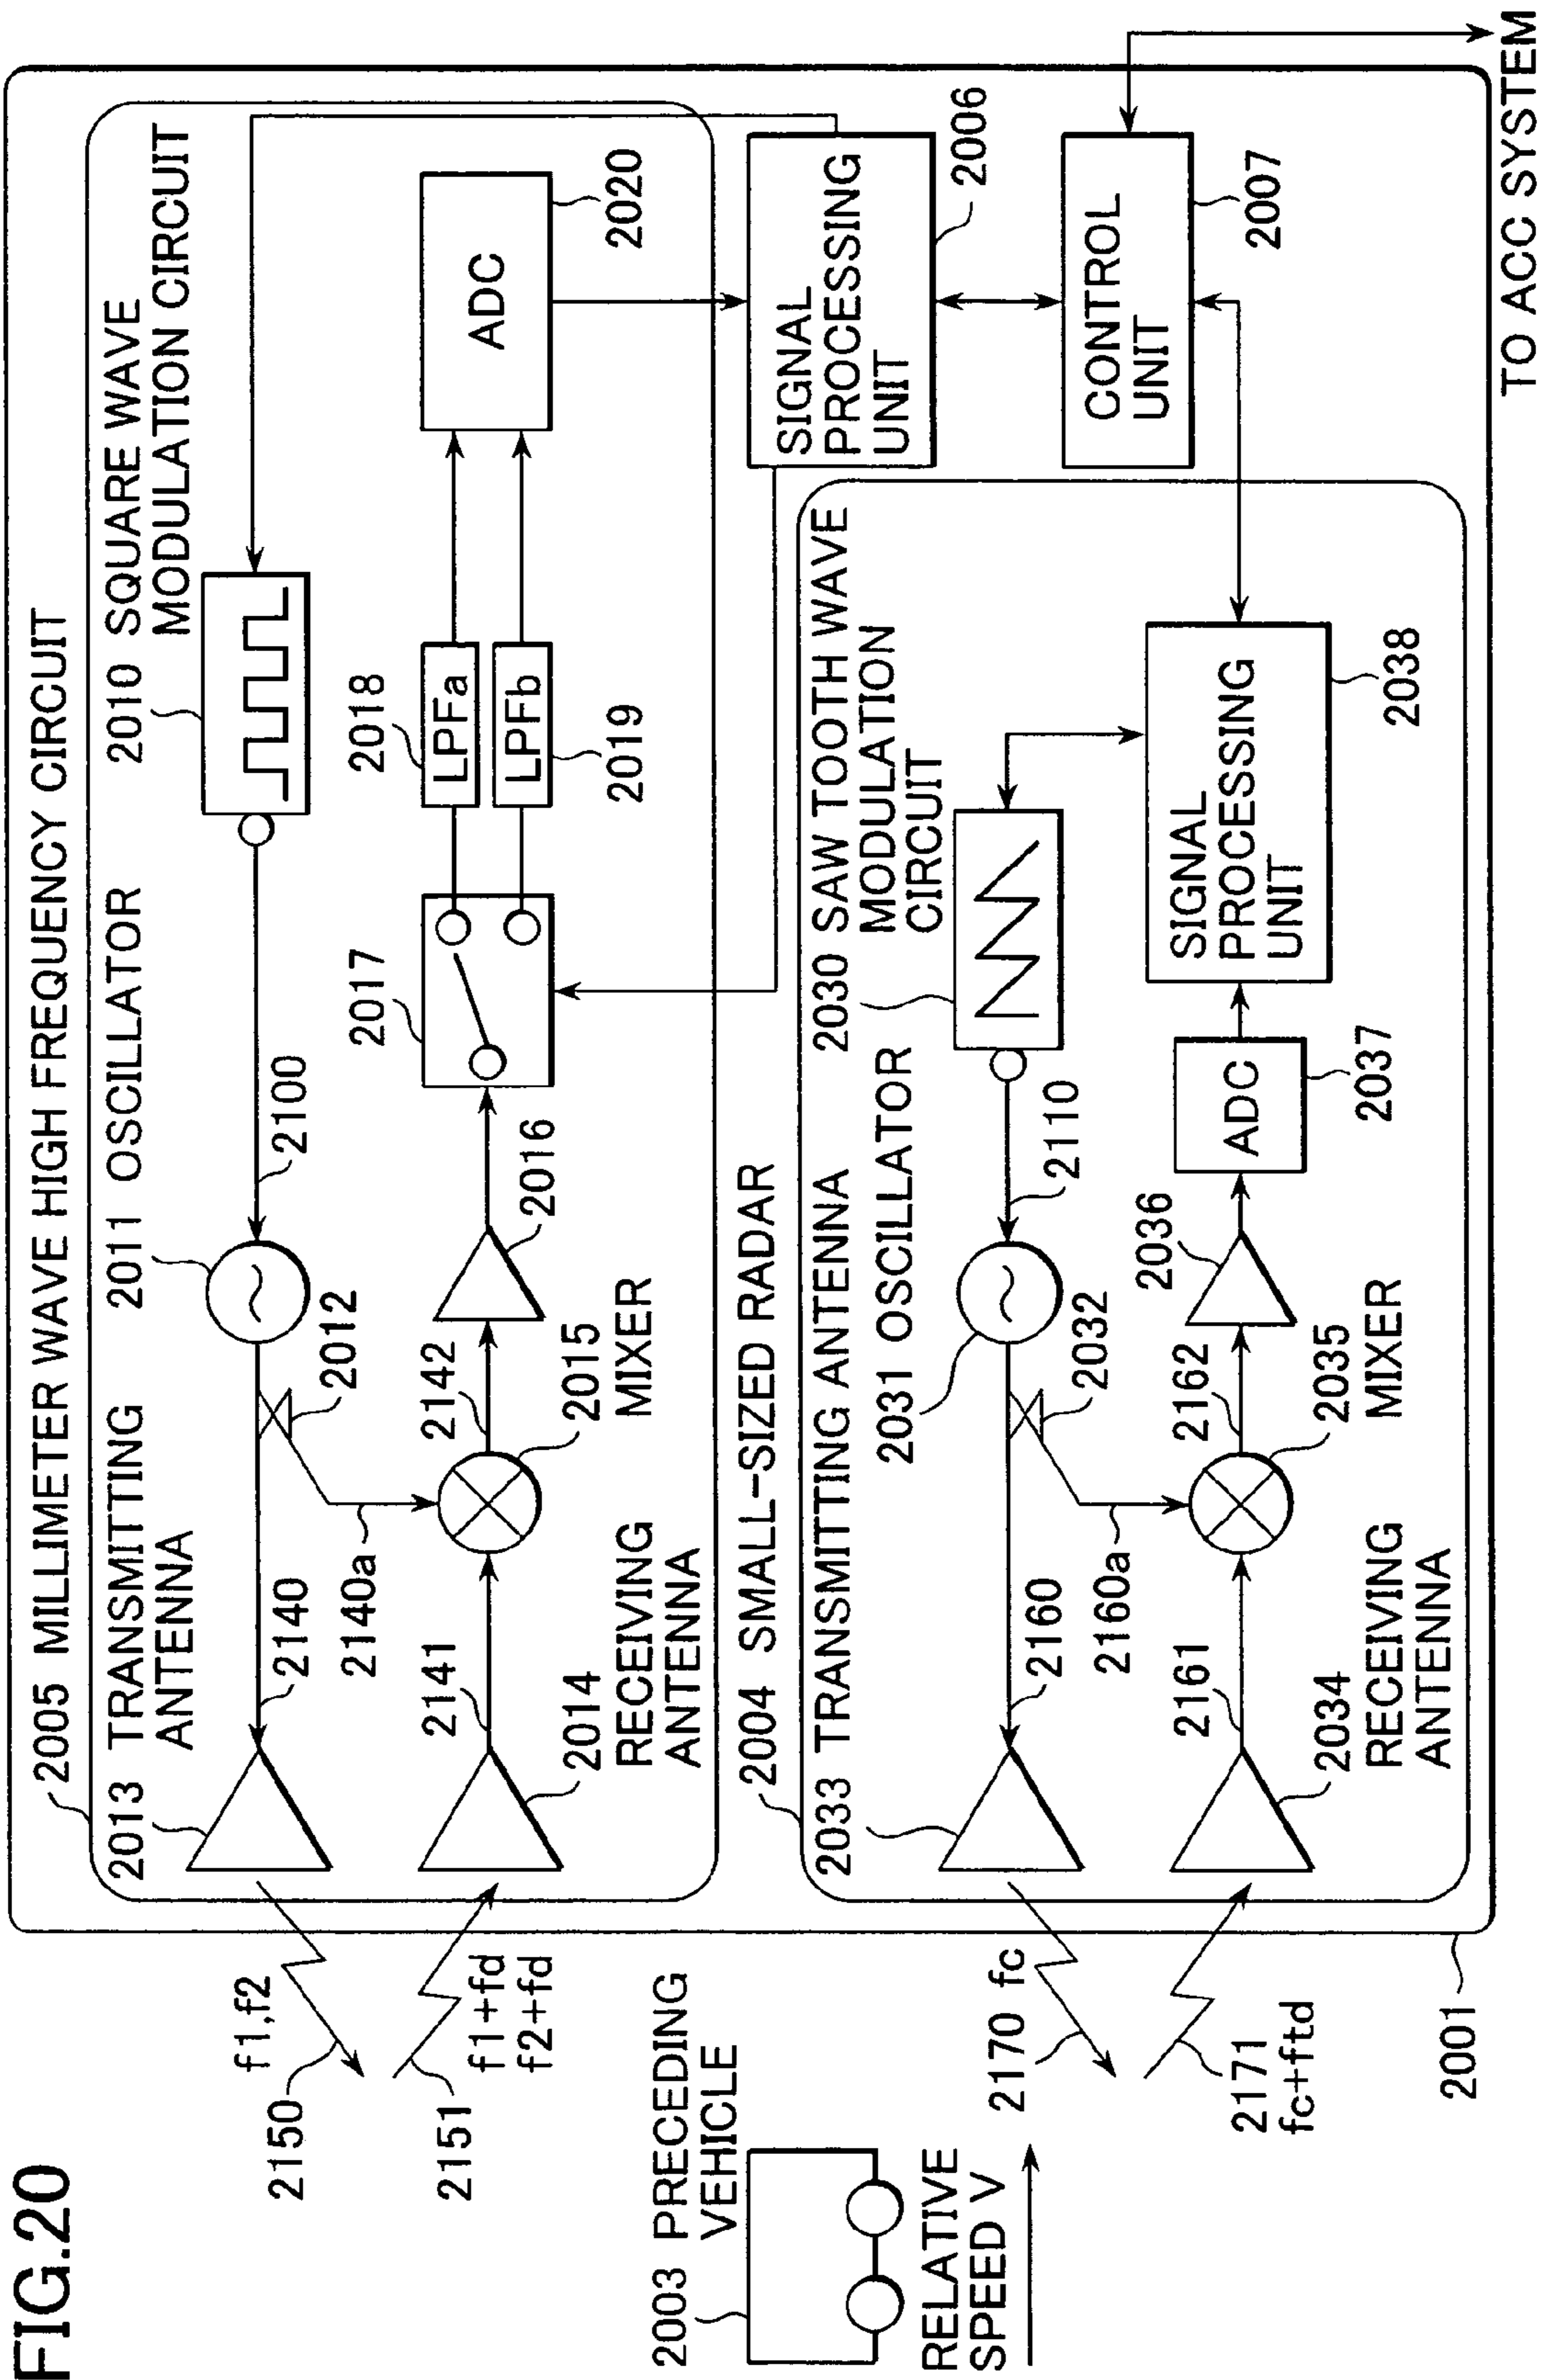 FIG.20
2005 MILLIMETER WAVE HIGH FREQUENCY CIRCUIT
2013 TRANSMITTING
ANTENNA
2011 OSCILLATOR
2010 SQUARE WAVE
MODULATION CIRCUIT
f1,f2
2150
2140
2100
2012
2140a
2151
f1+fd
f2+fd
2141
2142
2017
2018
LPFa
LPFb
2019
ADC
2020
2014
RECEIVING
ANTENNA
2015
MIXER
2016
2003 PRECEDING
VEHICLE
RELATIVE
SPEED V
2004 SMALL-SIZED RADAR
SIGNAL
PROCESSING
UNIT
2006
2033 TRANSMITTING ANTENNA
2031 OSCILLATOR
2030 SAW TOOTH WAVE
MODULATION
CIRCUIT
2170 fc
2160
2032
2110
2160a
2171
fc+ftd
2161
2162
2036
ADC
2037
SIGNAL
PROCESSING
UNIT
2038
CONTROL
UNIT
2007
2034
RECEIVING
ANTENNA
2035
MIXER
2001
TO ACC SYSTEM